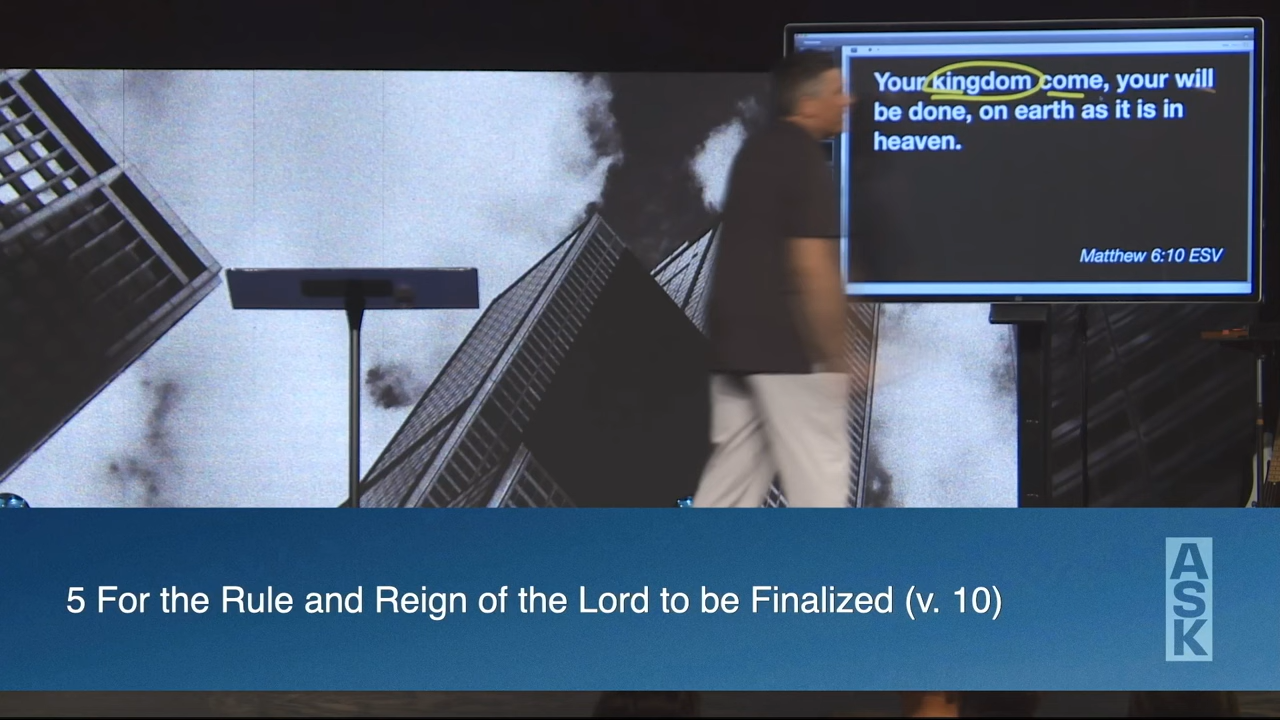 Your kingdom come, your will
be done, on earth as it is in
heaven.
Matthew 6:10 ESV
5 For the Rule and Reign of the Lord to be Finalized (v. 10)
ASK